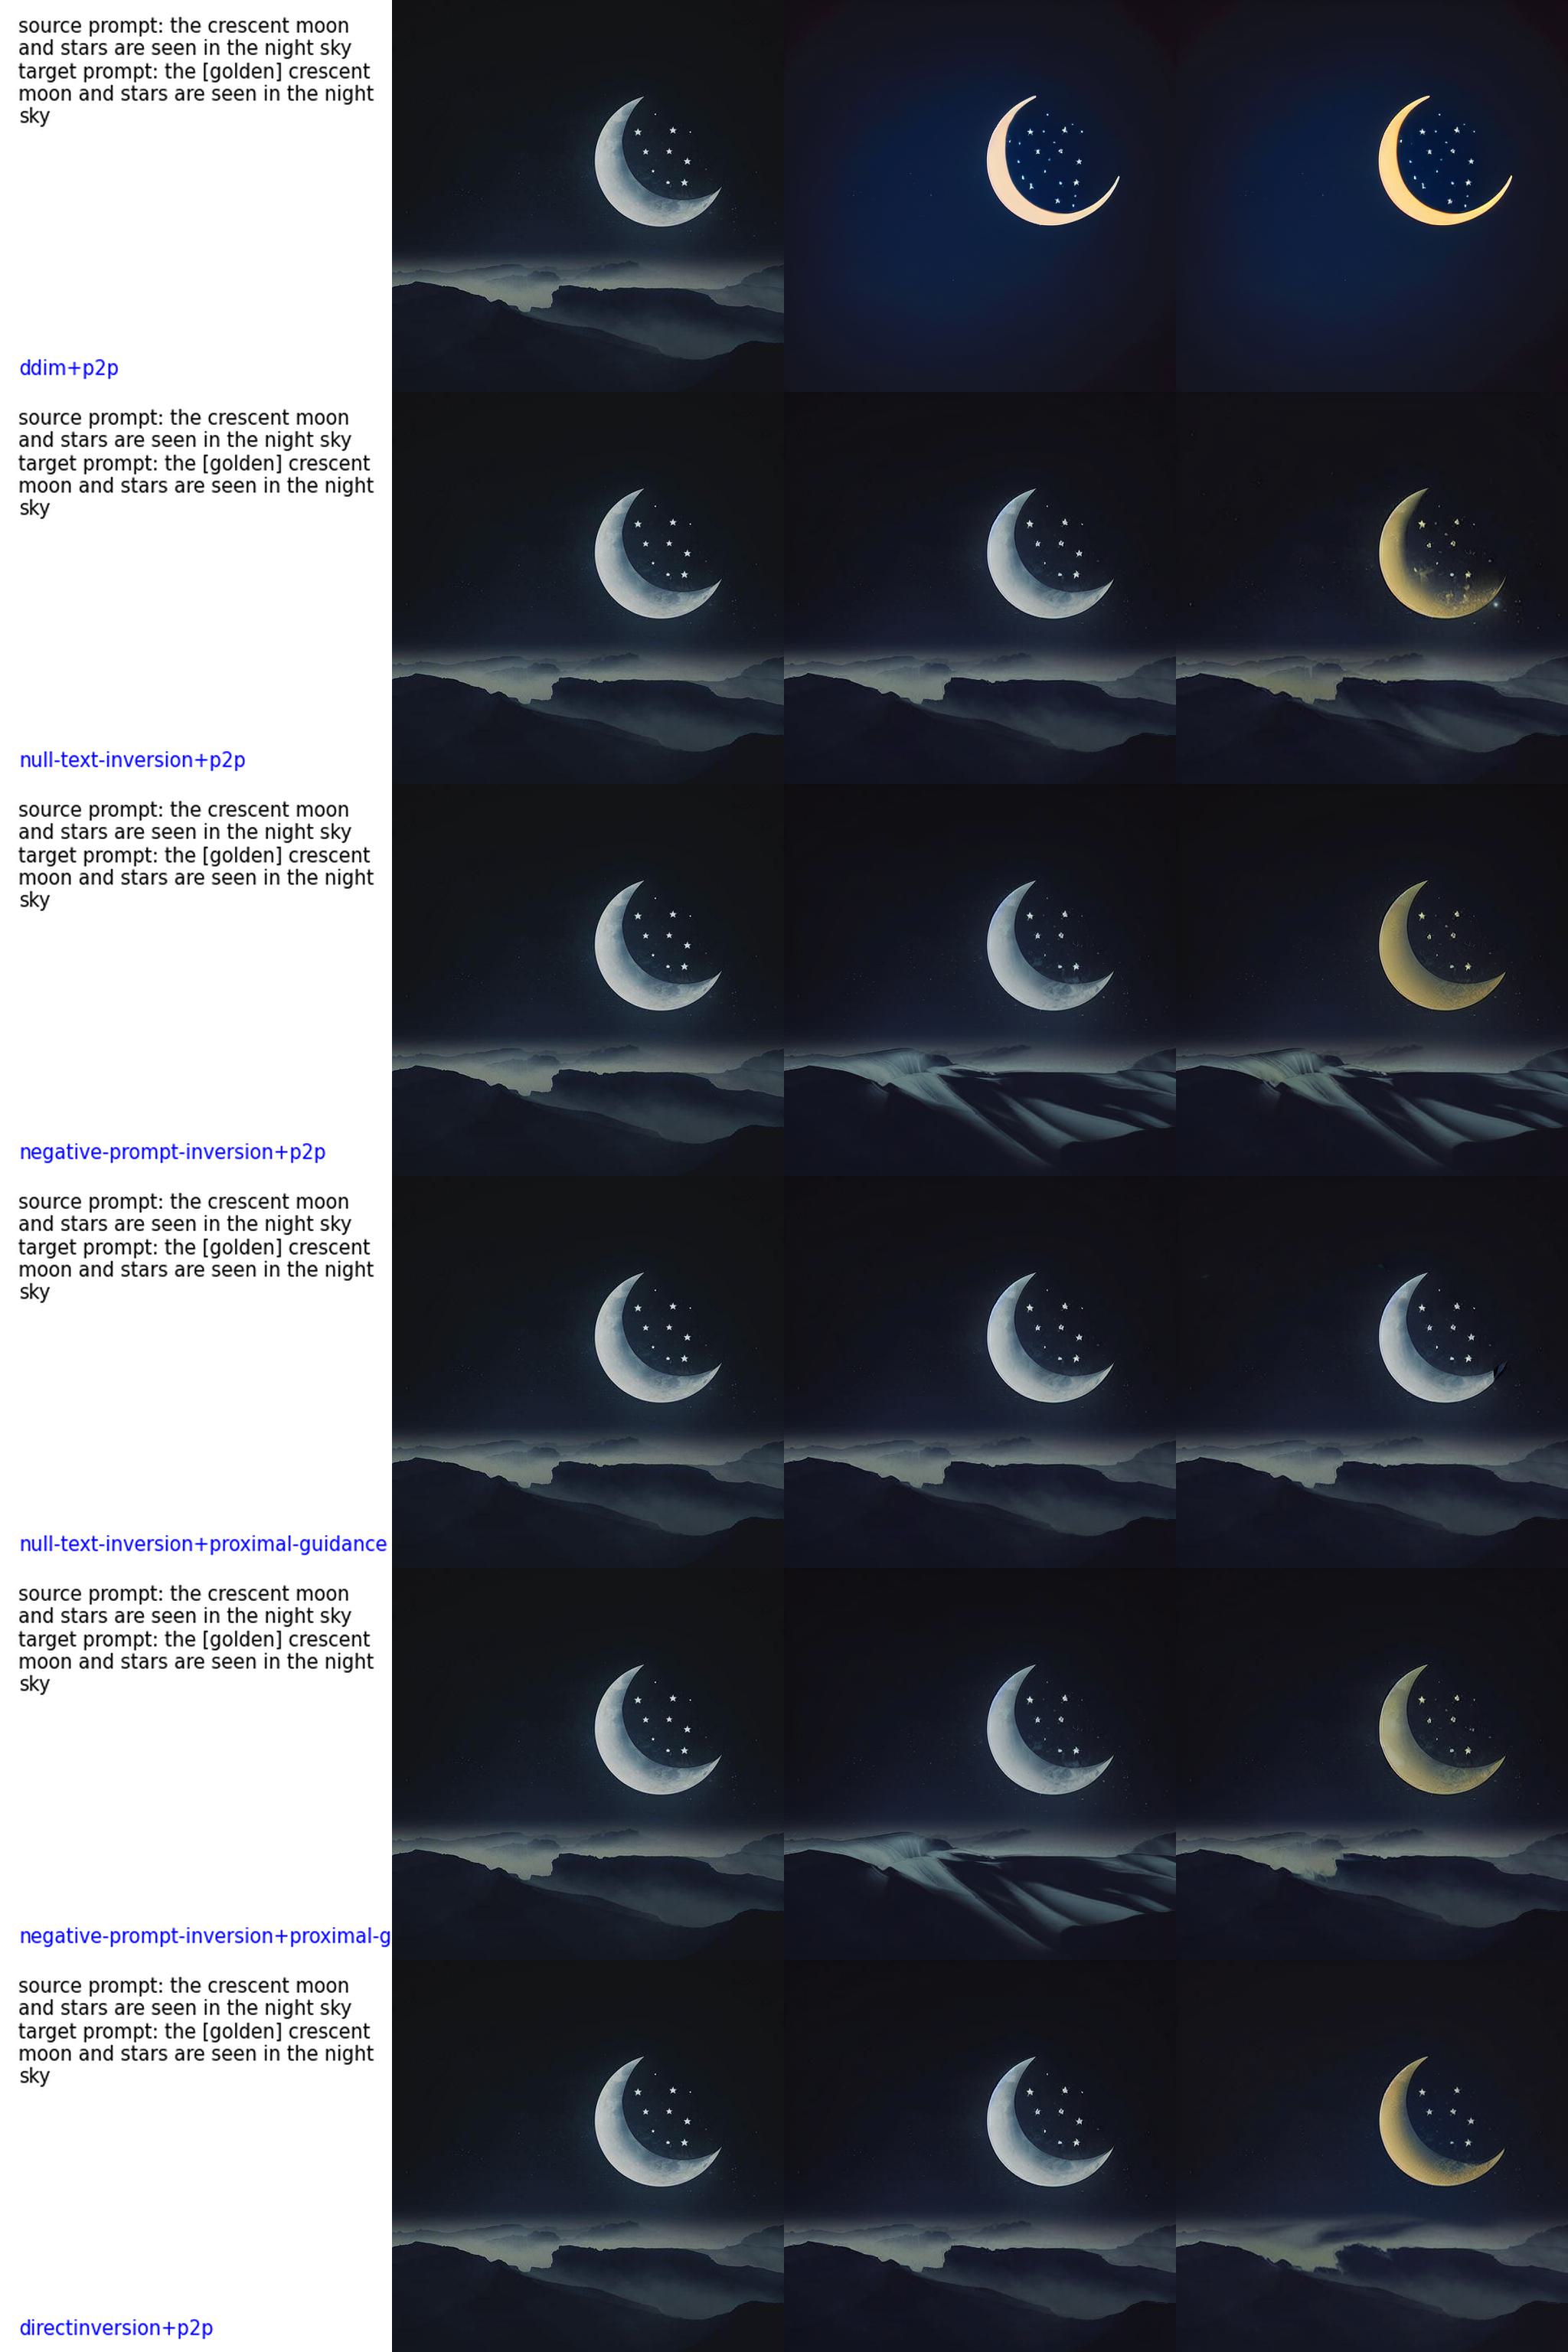 source prompt: the crescent moon
and stars are seen in the night sky
target prompt: the [golden] crescent
moon and stars are seen in the night
sky
ddim+p2p
source prompt: the crescent moon
and stars are seen in the night sky
target prompt: the [golden] crescent
moon and stars are seen in the night
sky
null-text-inversion+p2p
source prompt: the crescent moon
and stars are seen in the night sky
target prompt: the [golden] crescent
moon and stars are seen in the night
sky
negative-prompt-inversion+p2p
source prompt: the crescent moon
and stars are seen in the night sky
target prompt: the [golden] crescent
moon and stars are seen in the night
sky
null-text-inversion+proximal-guidance
source prompt: the crescent moon
and stars are seen in the night sky
target prompt: the [golden] crescent
moon and stars are seen in the night
sky
negative-prompt-inversion+proximal-g
source prompt: the crescent moon
and stars are seen in the night sky
target prompt: the [golden] crescent
moon and stars are seen in the night
sky
directinversion+p2p